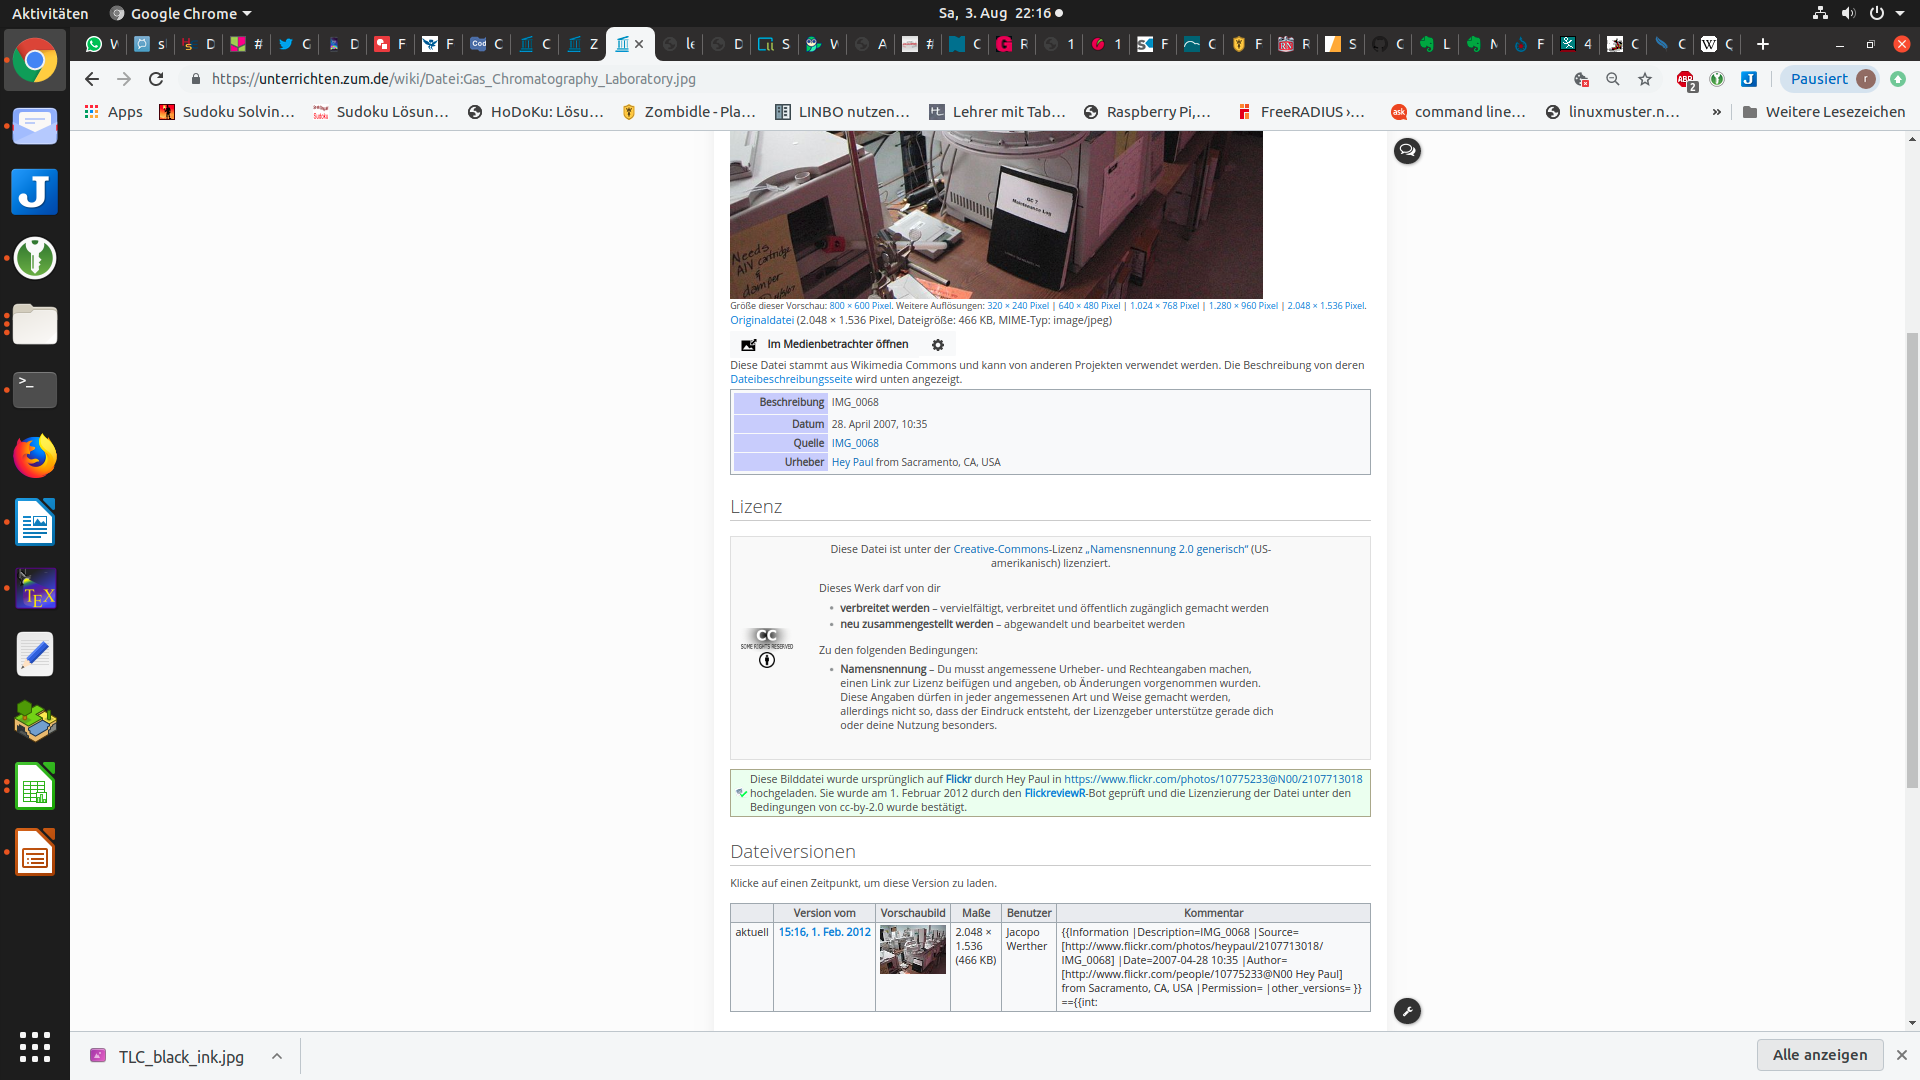 Aktivitäten
Google Chrome
Sa, 3. Aug 22:16
https://unterrichten.zum.de/wiki/Datei:Gas_Chromatography_Laboratory.jpg
Pausiert
r
ABP
2
Apps
Sudoku Solvin...
Sudoku Lösun...
HoDoKu: Lösu...
Zombidle - Pla...
LINBO nutzen...
Lehrer mit Tab...
Raspberry Pi,...
FreeRADIUS ›...
command line...
linuxmuster.n...
»
Weitere Lesezeichen
GC 7
Maintenance Log
Needs
Größe dieser Vorschau: 800 × 600 Pixel. Weitere Auflösungen: 320 × 240 Pixel | 640 × 480 Pixel | 1.024 × 768 Pixel | 1.280 × 960 Pixel | 2.048 × 1.536 Pixel.
Originaldatei (2.048 × 1.536 Pixel, Dateigröße: 466 KB, MIME-Typ: image/jpeg)
Im Medienbetrachter öffnen
Diese Datei stammt aus Wikimedia Commons und kann von anderen Projekten verwendet werden. Die Beschreibung von deren
Dateibeschreibungsseite wird unten angezeigt.
Beschreibung IMG_0068
Datum 28. April 2007, 10:35
Quelle IMG_0068
Urheber Hey Paul from Sacramento, CA, USA
Lizenz
Diese Datei ist unter der Creative-Commons-Lizenz „Namensnennung 2.0 generisch“ (US-
amerikanisch) lizenziert.
Dieses Werk darf von dir
• verbreitet werden – vervielfältigt, verbreitet und öffentlich zugänglich gemacht werden
• neu zusammengestellt werden – abgewandelt und bearbeitet werden
CC
SOME RIGHTS RESERVED
Zu den folgenden Bedingungen:
• Namensnennung – Du musst angemessene Urheber- und Rechteangaben machen,
einen Link zur Lizenz beifügen und angeben, ob Änderungen vorgenommen wurden.
Diese Angaben dürfen in jeder angemessenen Art und Weise gemacht werden,
allerdings nicht so, dass der Eindruck entsteht, der Lizenzgeber unterstütze gerade dich
oder deine Nutzung besonders.
Diese Bilddatei wurde ursprünglich auf Flickr durch Hey Paul in https://www.flickr.com/photos/10775233@N00/2107713018
hochgeladen. Sie wurde am 1. Februar 2012 durch den FlickreviewR-Bot geprüft und die Lizenzierung der Datei unter den
Bedingungen von cc-by-2.0 wurde bestätigt.
Dateiversionen
Klicke auf einen Zeitpunkt, um diese Version zu laden.
Version vom Vorschaubild Maße Benutzer Kommentar
aktuell 15:16, 1. Feb. 2012
2.048 ×
1.536
(466 KB)
Jacopo
Werther
{{Information |Description=IMG_0068 |Source=
[http://www.flickr.com/photos/heypaul/2107713018/
IMG_0068] |Date=2007-04-28 10:35 |Author=
[http://www.flickr.com/people/10775233@N00 Hey Paul]
from Sacramento, CA, USA |Permission= |other_versions= }}
=={{int:
TLC_black_ink.jpg
Alle anzeigen